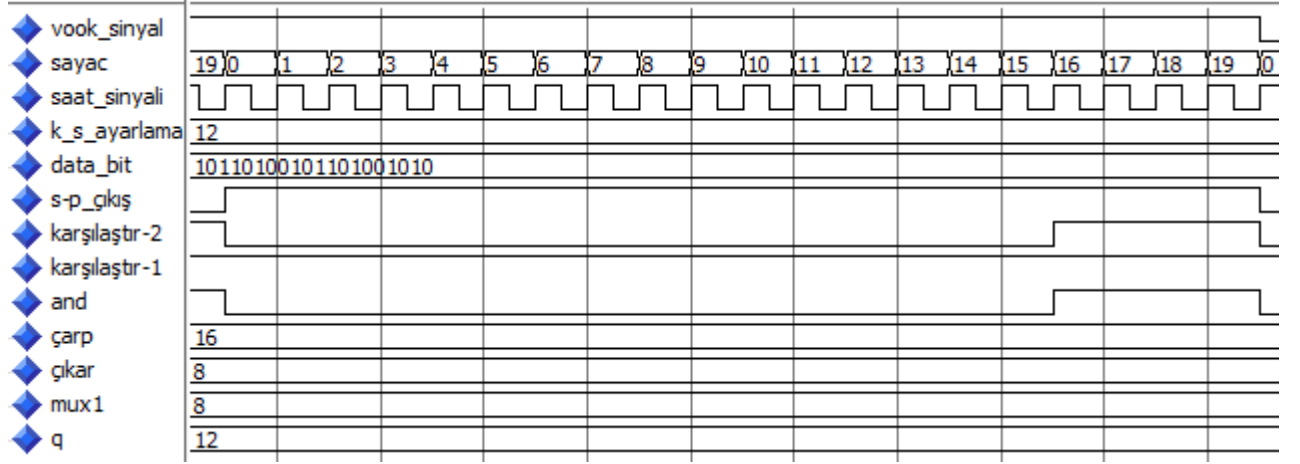 vook_sinyal
sayac 19 0 1 2 3 4 5 6 7 8 9 10 11 12 13 14 15 16 17 18 19 0
saat_sinyali
k_s_ayarlama 12
data_bit 10110100101101001010
s-p_çıkış
karşılaştır-2
karşılaştır-1
and
çarp 16
çıkar 8
mux1 8
q 12